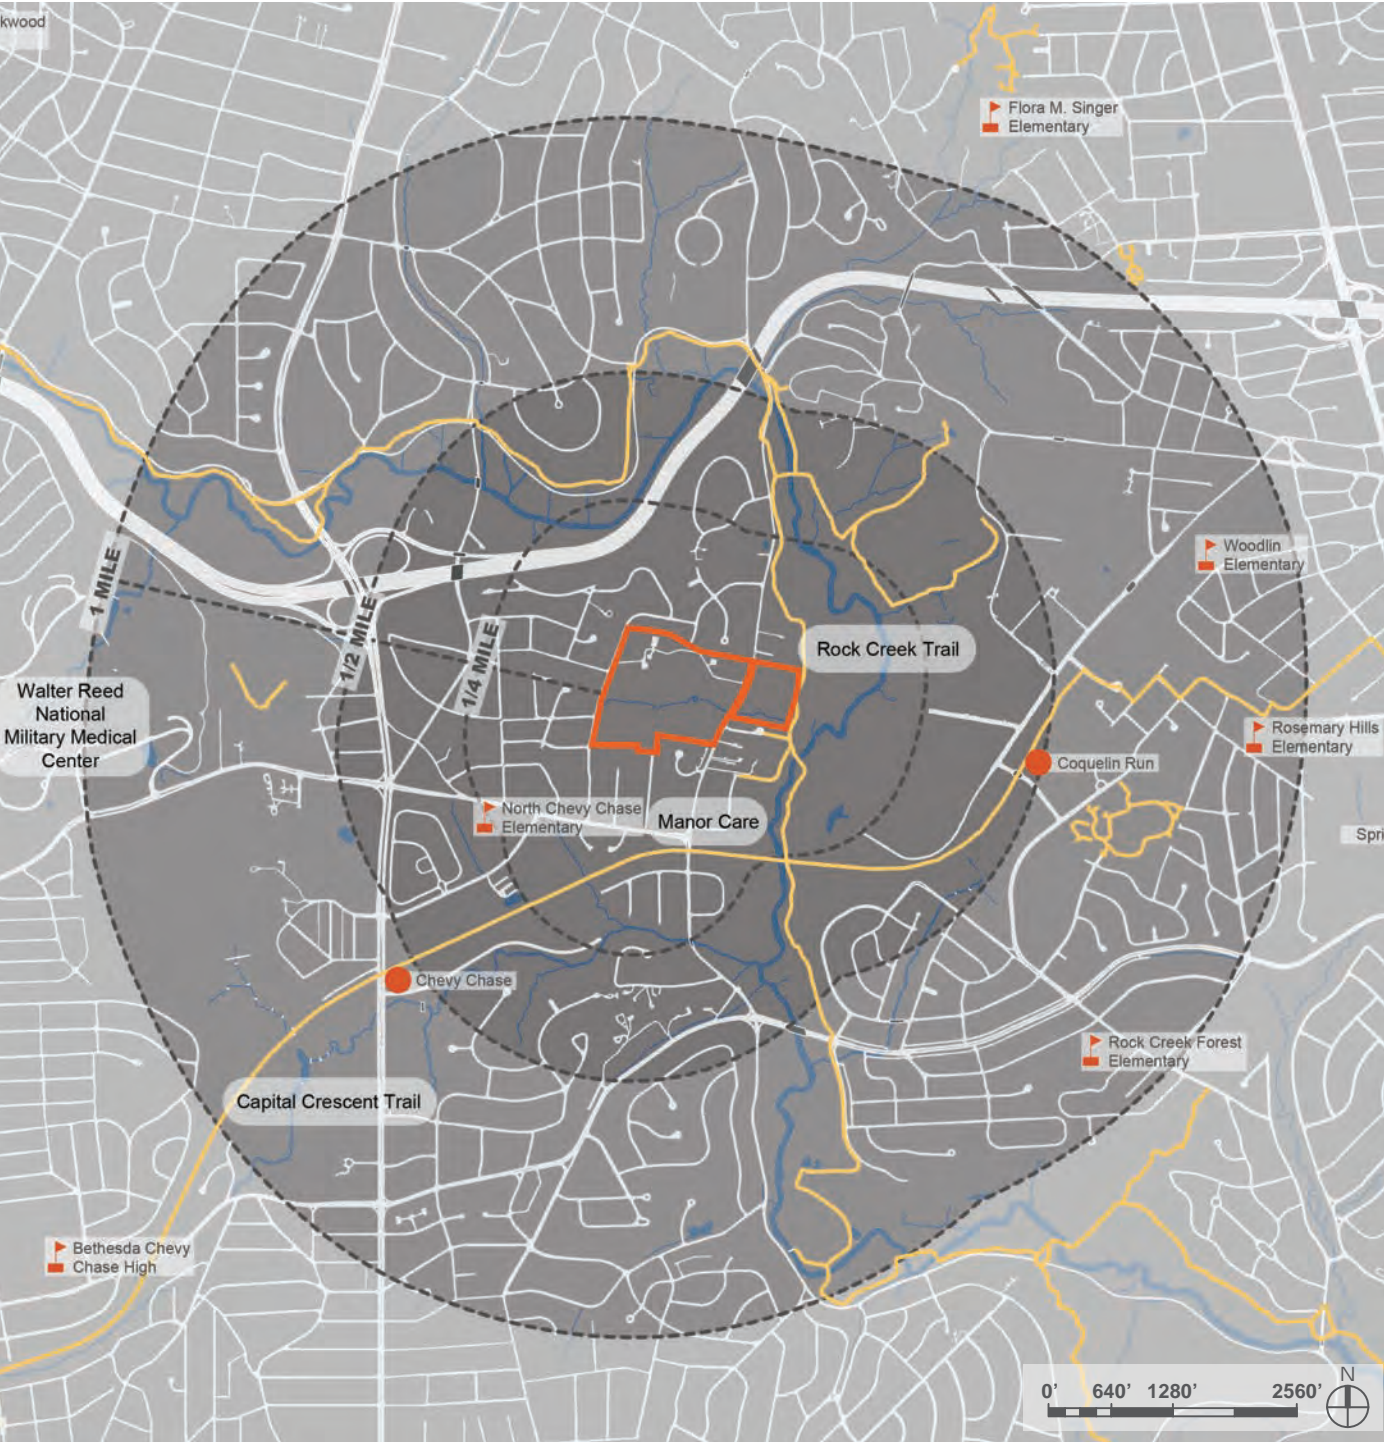 kwood
Flora M. Singer
Elementary
Woodlin
Elementary
1 MILE
1/2 MILE
1/4 MILE
Rock Creek Trail
Walter Reed
National
Military Medical
Center
Rosemary Hills
Elementary
Coquelin Run
North Chevy Chase
Elementary
Manor Care
Spri
Chevy Chase
Rock Creek Forest
Elementary
Capital Crescent Trail
Bethesda Chevy
Chase High
N
0' 640' 1280' 2560'